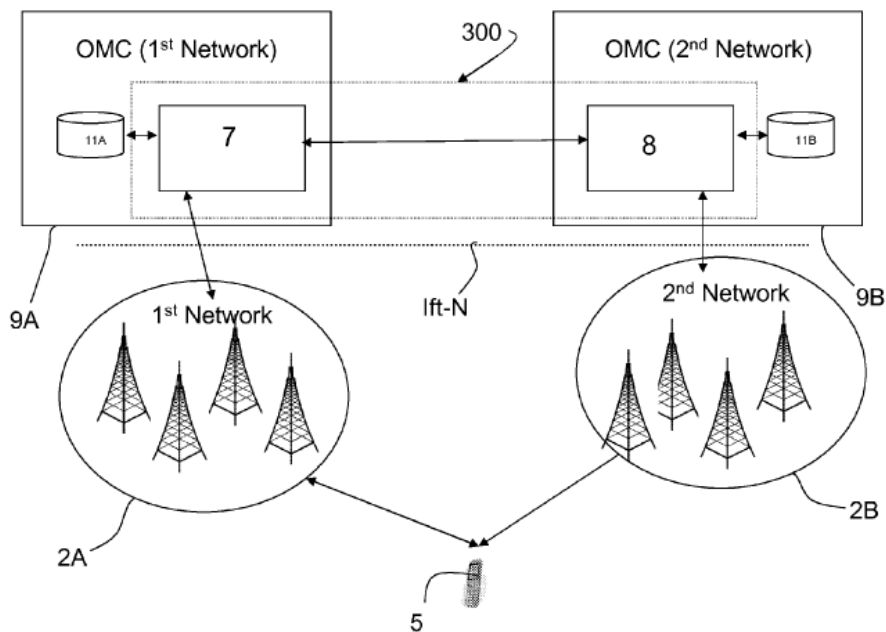 OMC (1st Network)
300
OMC (2nd Network)
11A
7
8
11B
9A
Ift-N
9B
1st Network
2nd Network
2A
2B
5